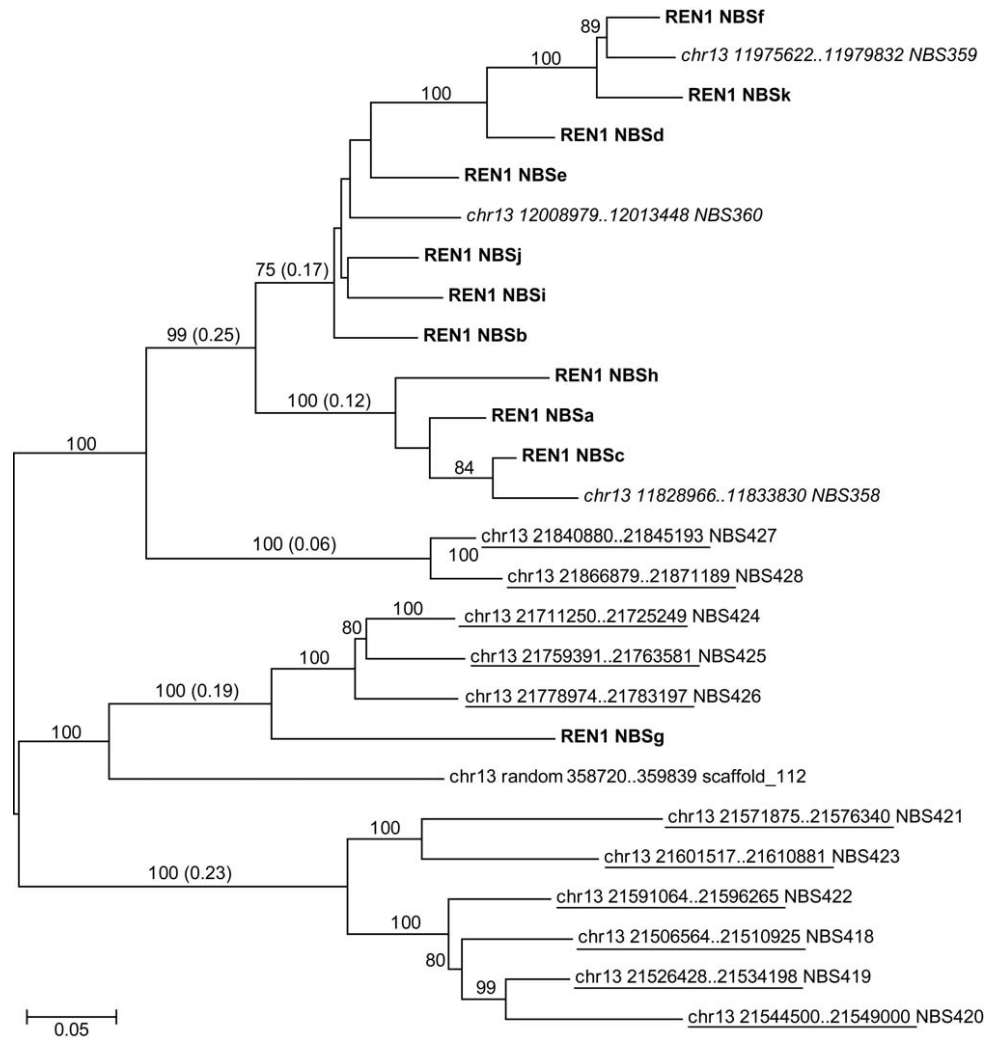 REN1 NBSf
89
chr13 11975622..11979832 NBS359
100
REN1 NBSk
100
REN1 NBSd
REN1 NBSe
chr13 12008979..12013448 NBS360
REN1 NBSj
75 (0.17)
REN1 NBSi
99 (0.25)
REN1 NBSb
REN1 NBSh
100 (0.12)
REN1 NBSa
100
REN1 NBSc
84
chr13 11828966..11833830 NBS358
chr13 21840880..21845193 NBS427
100 (0.06)
100
chr13 21866879..21871189 NBS428
100
chr13 21711250..21725249 NBS424
80
100
chr13 21759391..21763581 NBS425
100 (0.19)
chr13 21778974..21783197 NBS426
100
REN1 NBSg
chr13 random 358720..359839 scaffold_112
chr13 21571875..21576340 NBS421
100
chr13 21601517..21610881 NBS423
100 (0.23)
chr13 21591064..21596265 NBS422
100
chr13 21506564..21510925 NBS418
80
chr13 21526428..21534198 NBS419
99
chr13 21544500..21549000 NBS420
0.05